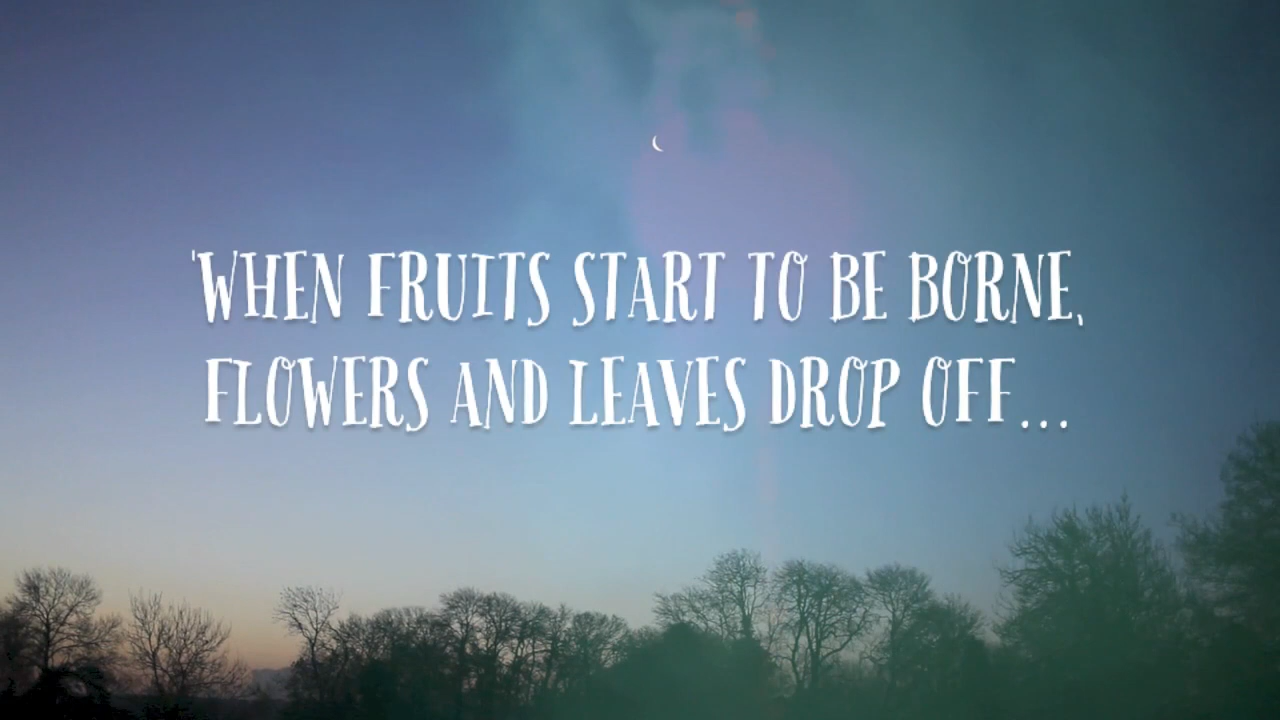 'WHEN FRUITS START TO BE BORNE,
FLOWERS AND LEAVES DROP OFF...